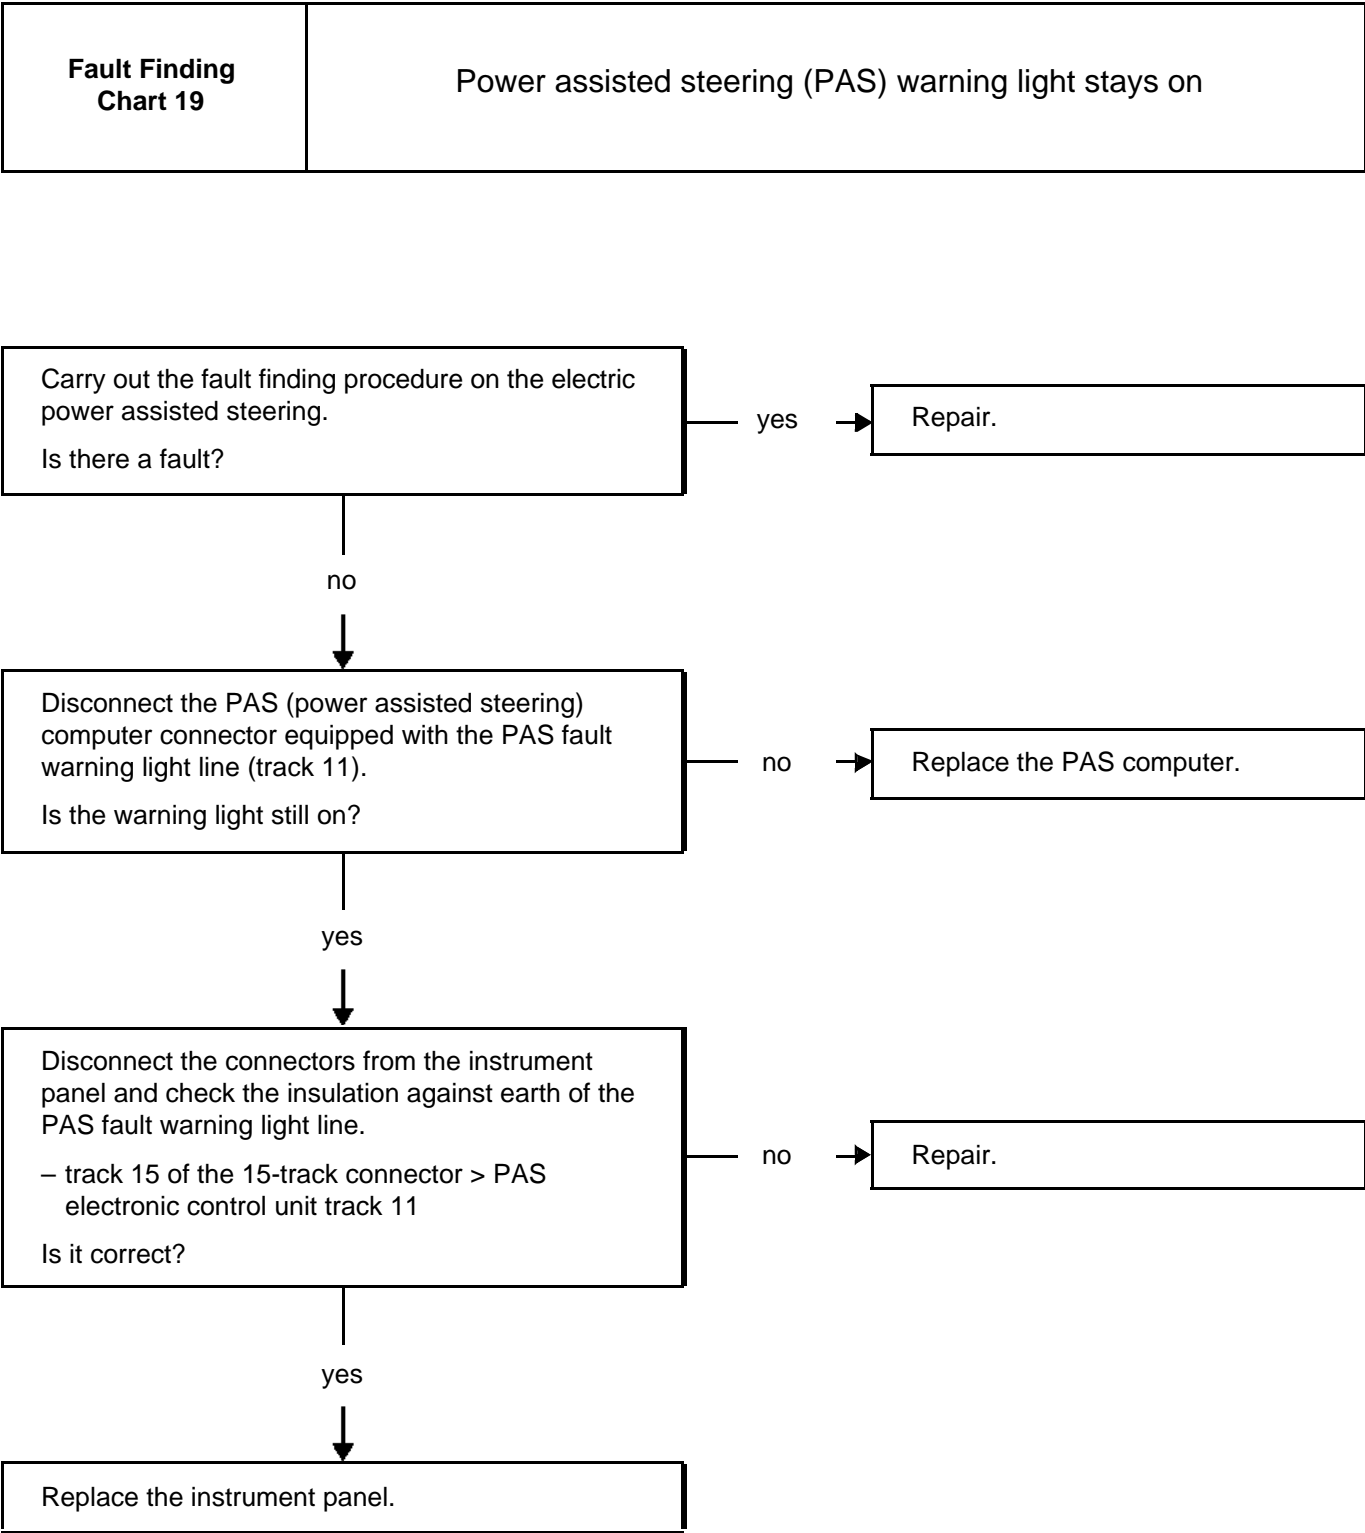 Fault Finding
Chart 19
Power assisted steering (PAS) warning light stays on
Carry out the fault finding procedure on the electric
power assisted steering.
Is there a fault?
yes
Repair.
no
Disconnect the PAS (power assisted steering)
computer connector equipped with the PAS fault
warning light line (track 11).
Is the warning light still on?
no
Replace the PAS computer.
yes
Disconnect the connectors from the instrument
panel and check the insulation against earth of the
PAS fault warning light line.
– track 15 of the 15-track connector > PAS
electronic control unit track 11
Is it correct?
no
Repair.
yes
Replace the instrument panel.